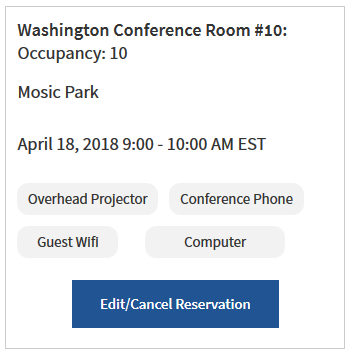 Washington Conference Room #10:
Occupancy: 10
Mosic Park
April 18, 2018 9:00 - 10:00 AM EST
Overhead Projector Conference Phone
Guest Wifi Computer
Edit/Cancel Reservation